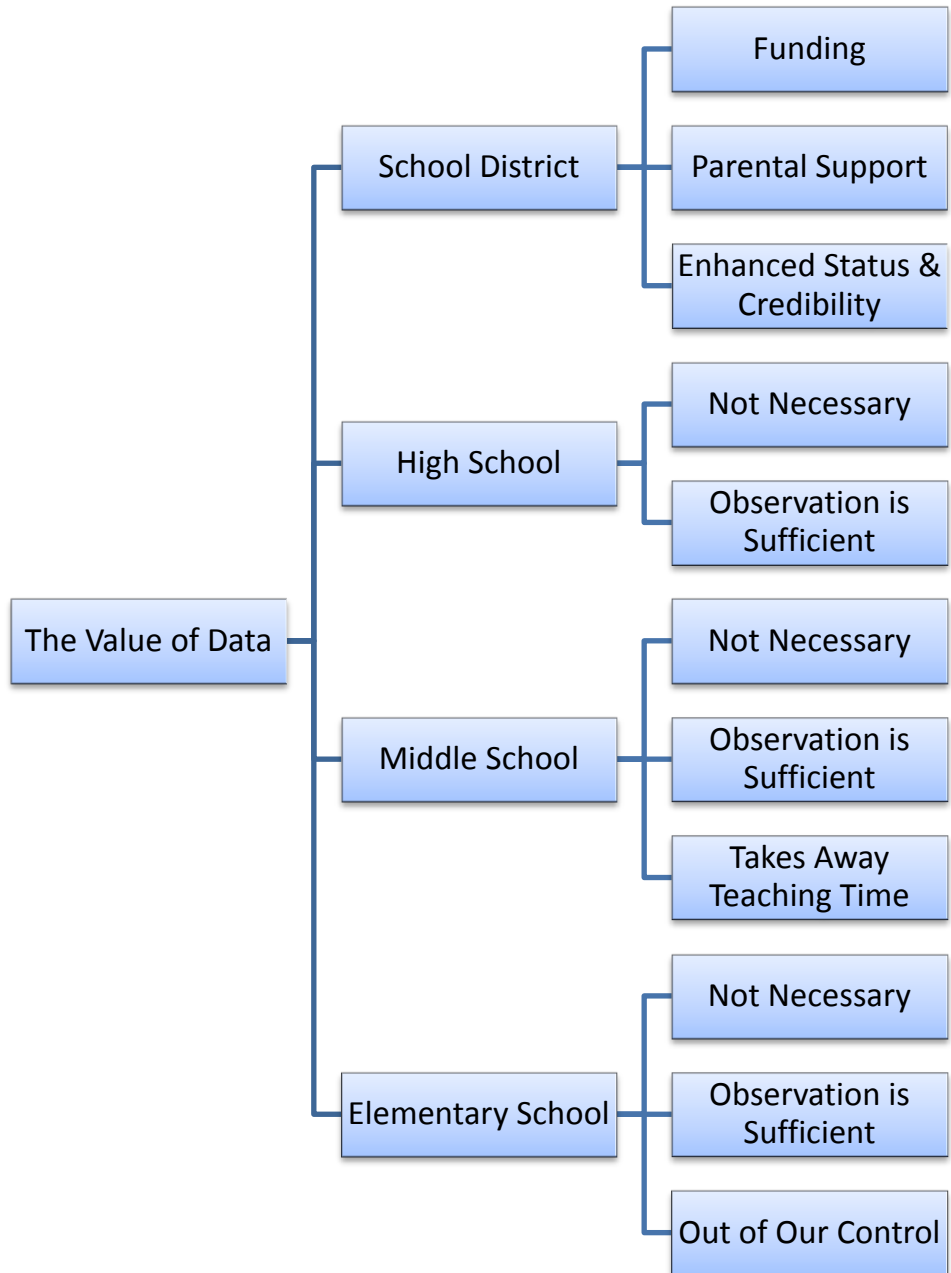 The Value of Data
School District
Funding
Parental Support
Enhanced Status &
Credibility
High School
Not Necessary
Observation is
Sufficient
Middle School
Not Necessary
Observation is
Sufficient
Takes Away
Teaching Time
Elementary School
Not Necessary
Observation is
Sufficient
Out of Our Control